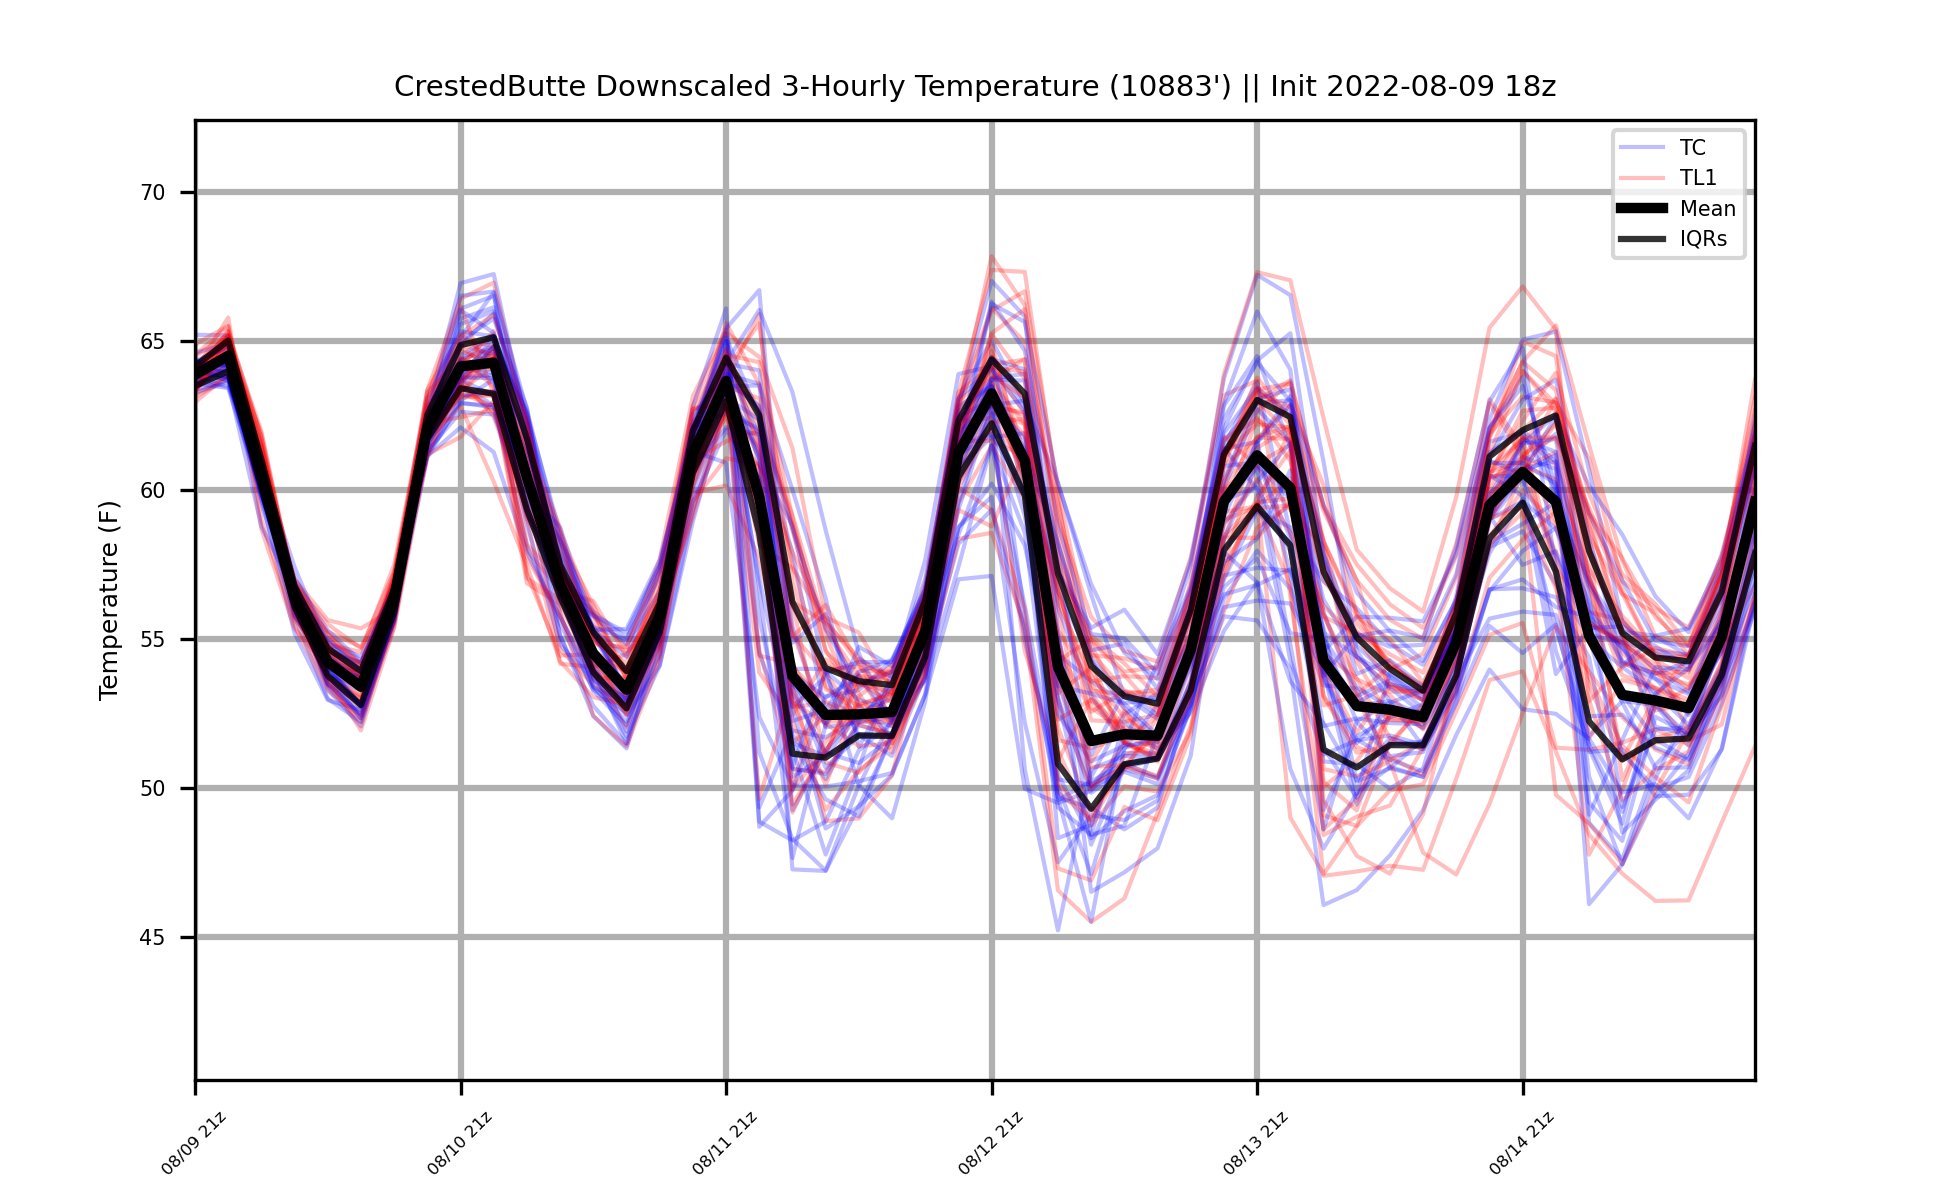 CrestedButte Downscaled 3-Hourly Temperature (10883') || Init 2022-08-09 18z
TC
TL1
Mean
IQRs
Temperature (F)
70
65
60
55
50
45
08/09 21z
08/10 21z
08/11 21z
08/12 21z
08/13 21z
08/14 21z